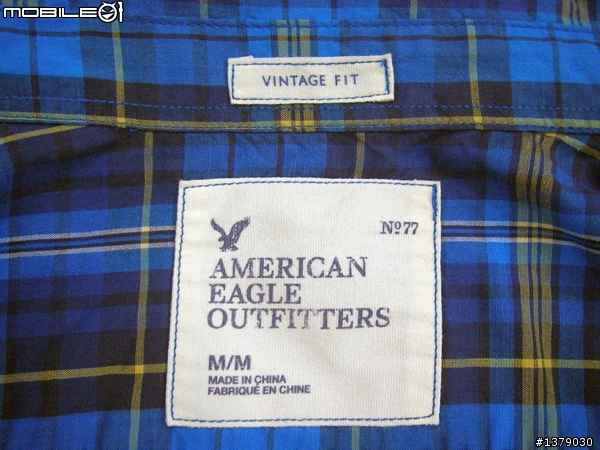 MOBILE01
VINTAGE FIT
Nº77
AMERICAN
EAGLE
OUTFITTERS
M/M
MADE IN CHINA
FABRIQUÉ EN CHINE
#1379030